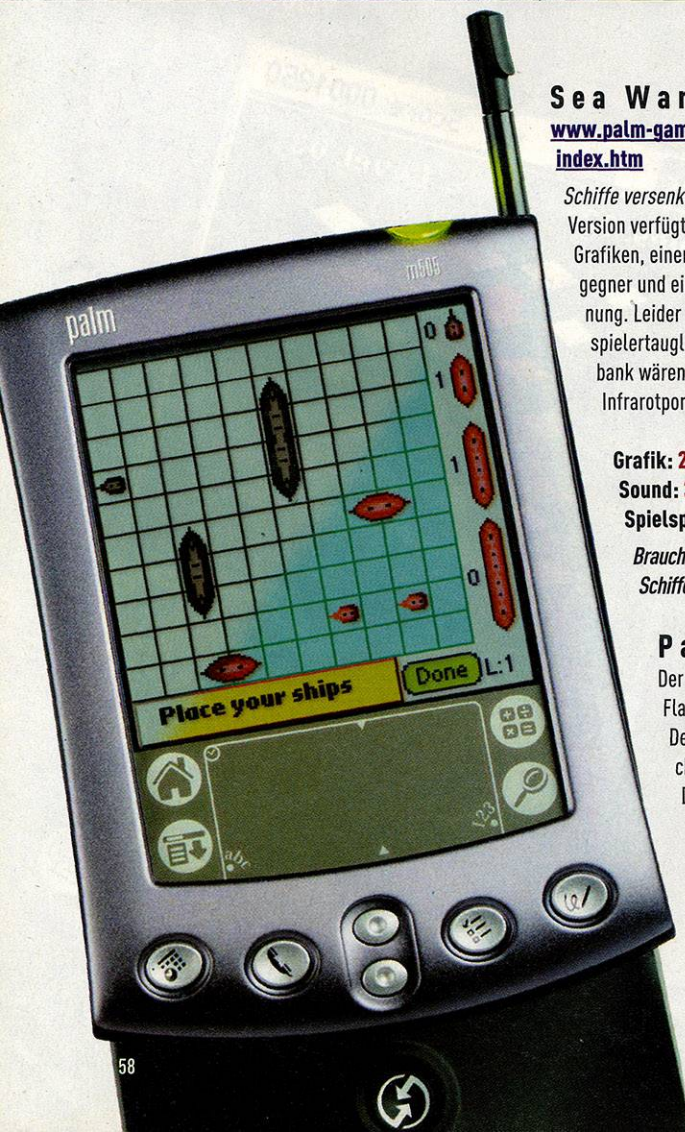 Sea War
www.palm-gam
index.htm
Schiffe versenk
Version verfügt
Grafiken, einer
gegner und ei
nung. Leider
spielertaugl
bank wären
Infrarotpor
Grafik: 2
Sound:
Spielsp
Brauch
Schiffe
Pa
Der
Fla
De
ci
palm
m505
0
1
1
0
Place your ships
Done
L:1
abc
123
58